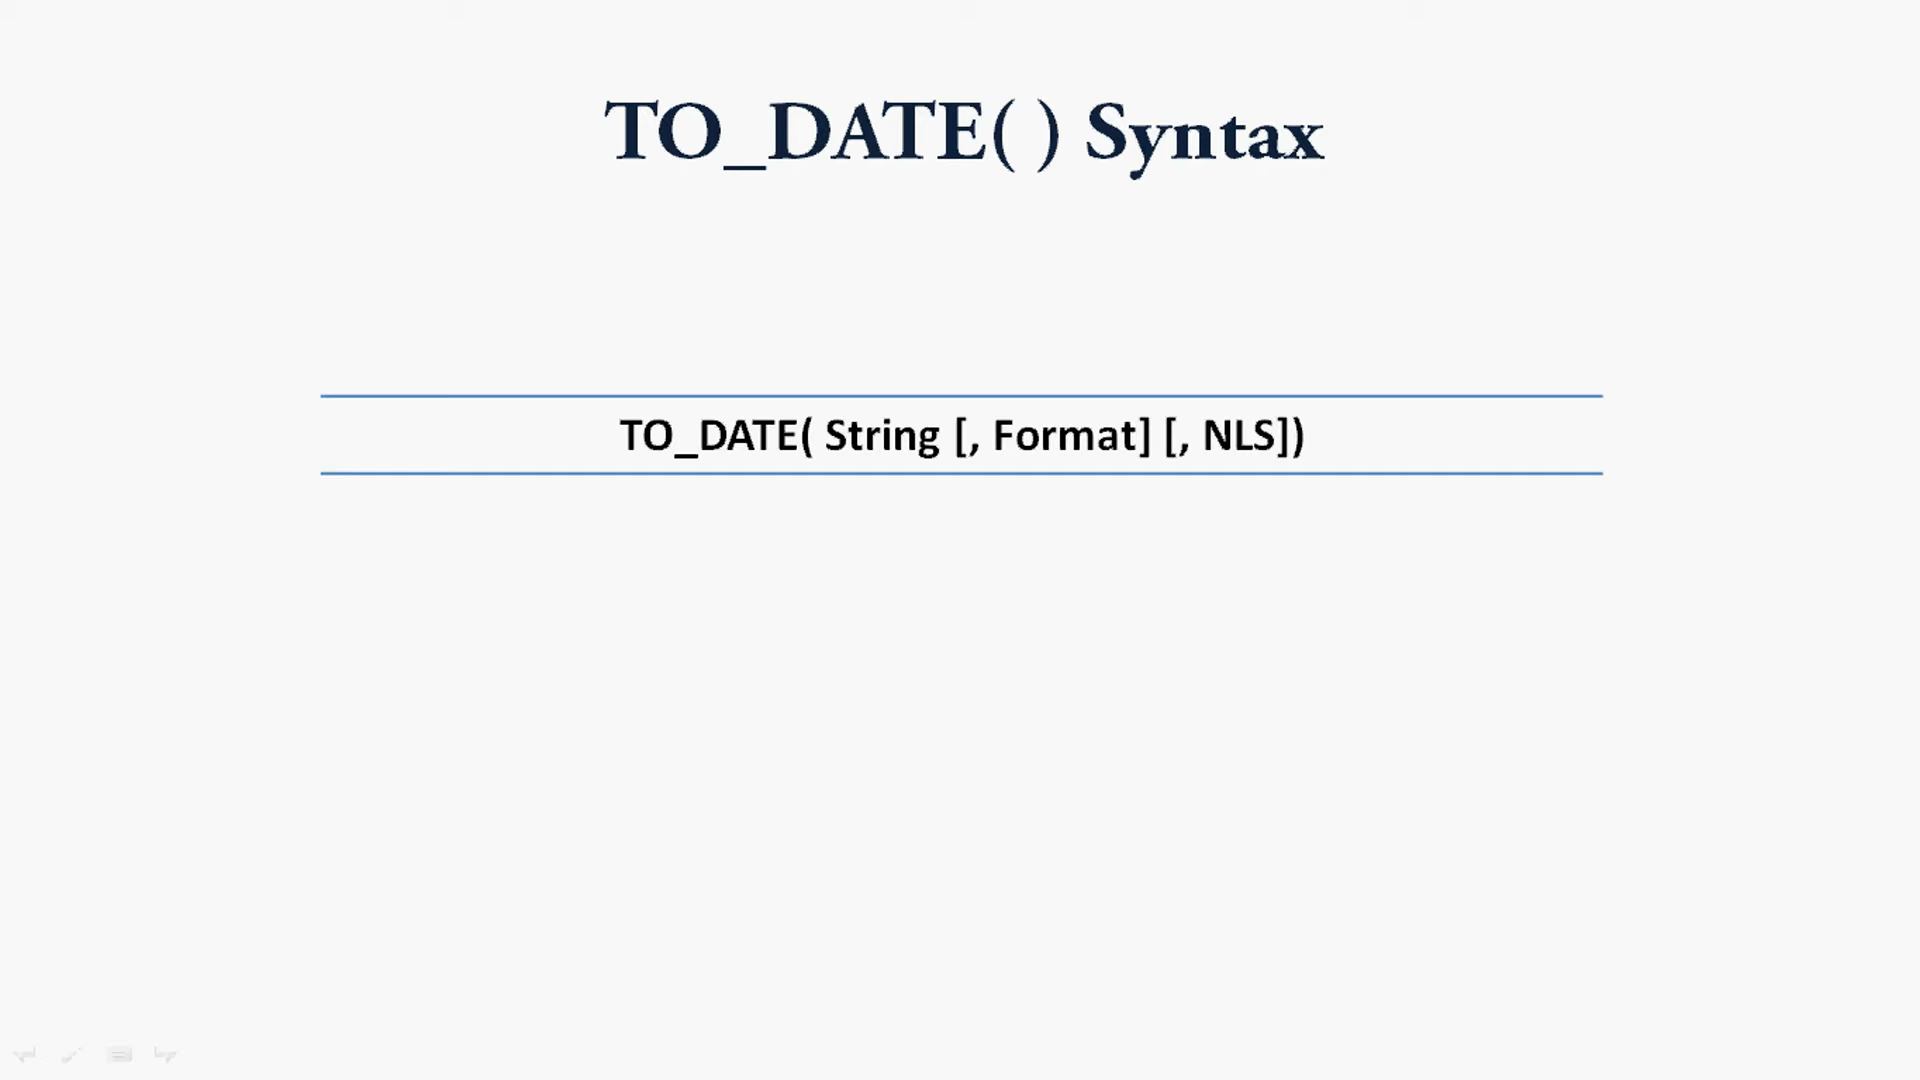 TO_DATE( ) Syntax
TO_DATE( String [, Format] [, NLS])